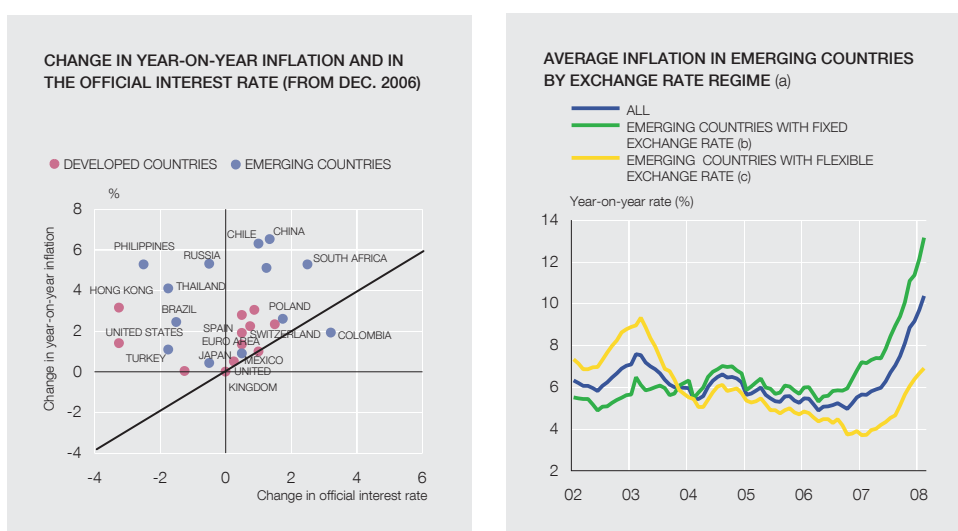 CHANGE IN YEAR-ON-YEAR INFLATION AND IN
THE OFFICIAL INTEREST RATE (FROM DEC. 2006)
DEVELOPED COUNTRIES
EMERGING COUNTRIES
%
Change in year-on-year inflation
8
6
4
2
0
-2
-4
CHILE
CHINA
PHILIPPINES
RUSSIA
SOUTH AFRICA
HONG KONG
THAILAND
BRAZIL
POLAND
UNITED STATES
SPAIN
SWITZERLAND
COLOMBIA
EURO AREA
TURKEY
JAPAN
MEXICO
UNITED
KINGDOM
-4
-2
0
2
4
6
Change in official interest rate
AVERAGE INFLATION IN EMERGING COUNTRIES
BY EXCHANGE RATE REGIME (a)
ALL
EMERGING COUNTRIES WITH FIXED
EXCHANGE RATE (b)
EMERGING COUNTRIES WITH FLEXIBLE
EXCHANGE RATE (c)
Year-on-year rate (%)
14
12
10
8
6
4
2
02
03
04
05
06
07
08